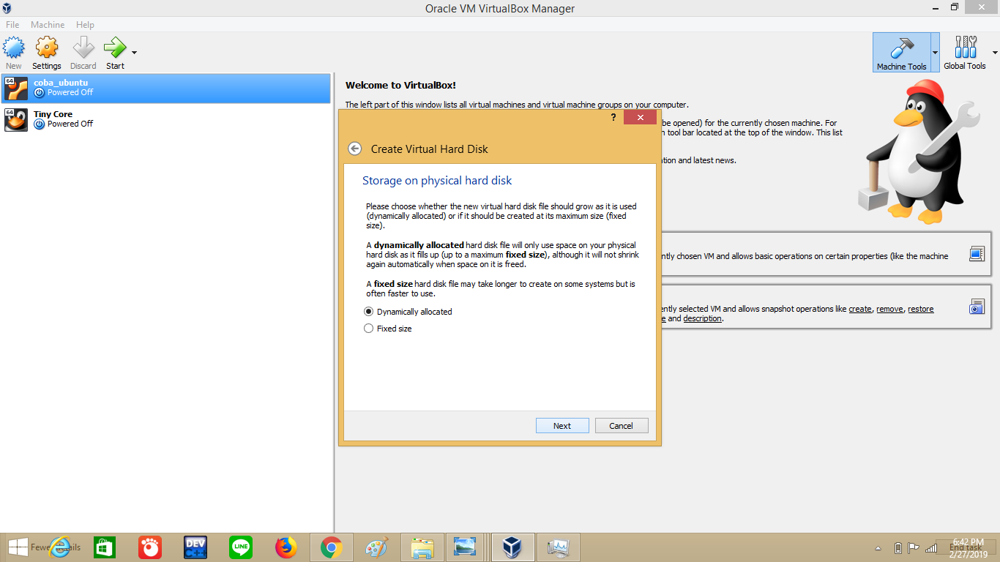 Oracle VM VirtualBox Manager
File Machine Help
New Settings Discard Start
Machine Tools Global Tools
64
coba_ubuntu
Powered Off
64
Tiny Core
Powered Off
Welcome to VirtualBox!
The left part of this window lists all virtual machines and virtual machine groups on your computer.
be opened) for the currently chosen machine. For
tool bar located at the top of the window. This list
and latest news.
?
Create Virtual Hard Disk
Storage on physical hard disk
Please choose whether the new virtual hard disk file should grow as it is used
(dynamically allocated) or if it should be created at its maximum size (fixed
size).
A dynamically allocated hard disk file will only use space on your physical
hard disk as it fills up (up to a maximum fixed size), although it will not shrink
again automatically when space on it is freed.
A fixed size hard disk file may take longer to create on some systems but is
often faster to use.
Dynamically allocated
Fixed size
Next Cancel
chosen VM and allows basic operations on certain properties (like the machine
selected VM and allows snapshot operations like create, remove, restore
and description.
DEV
C++
LINE
End task
6:42 PM
2/27/2019